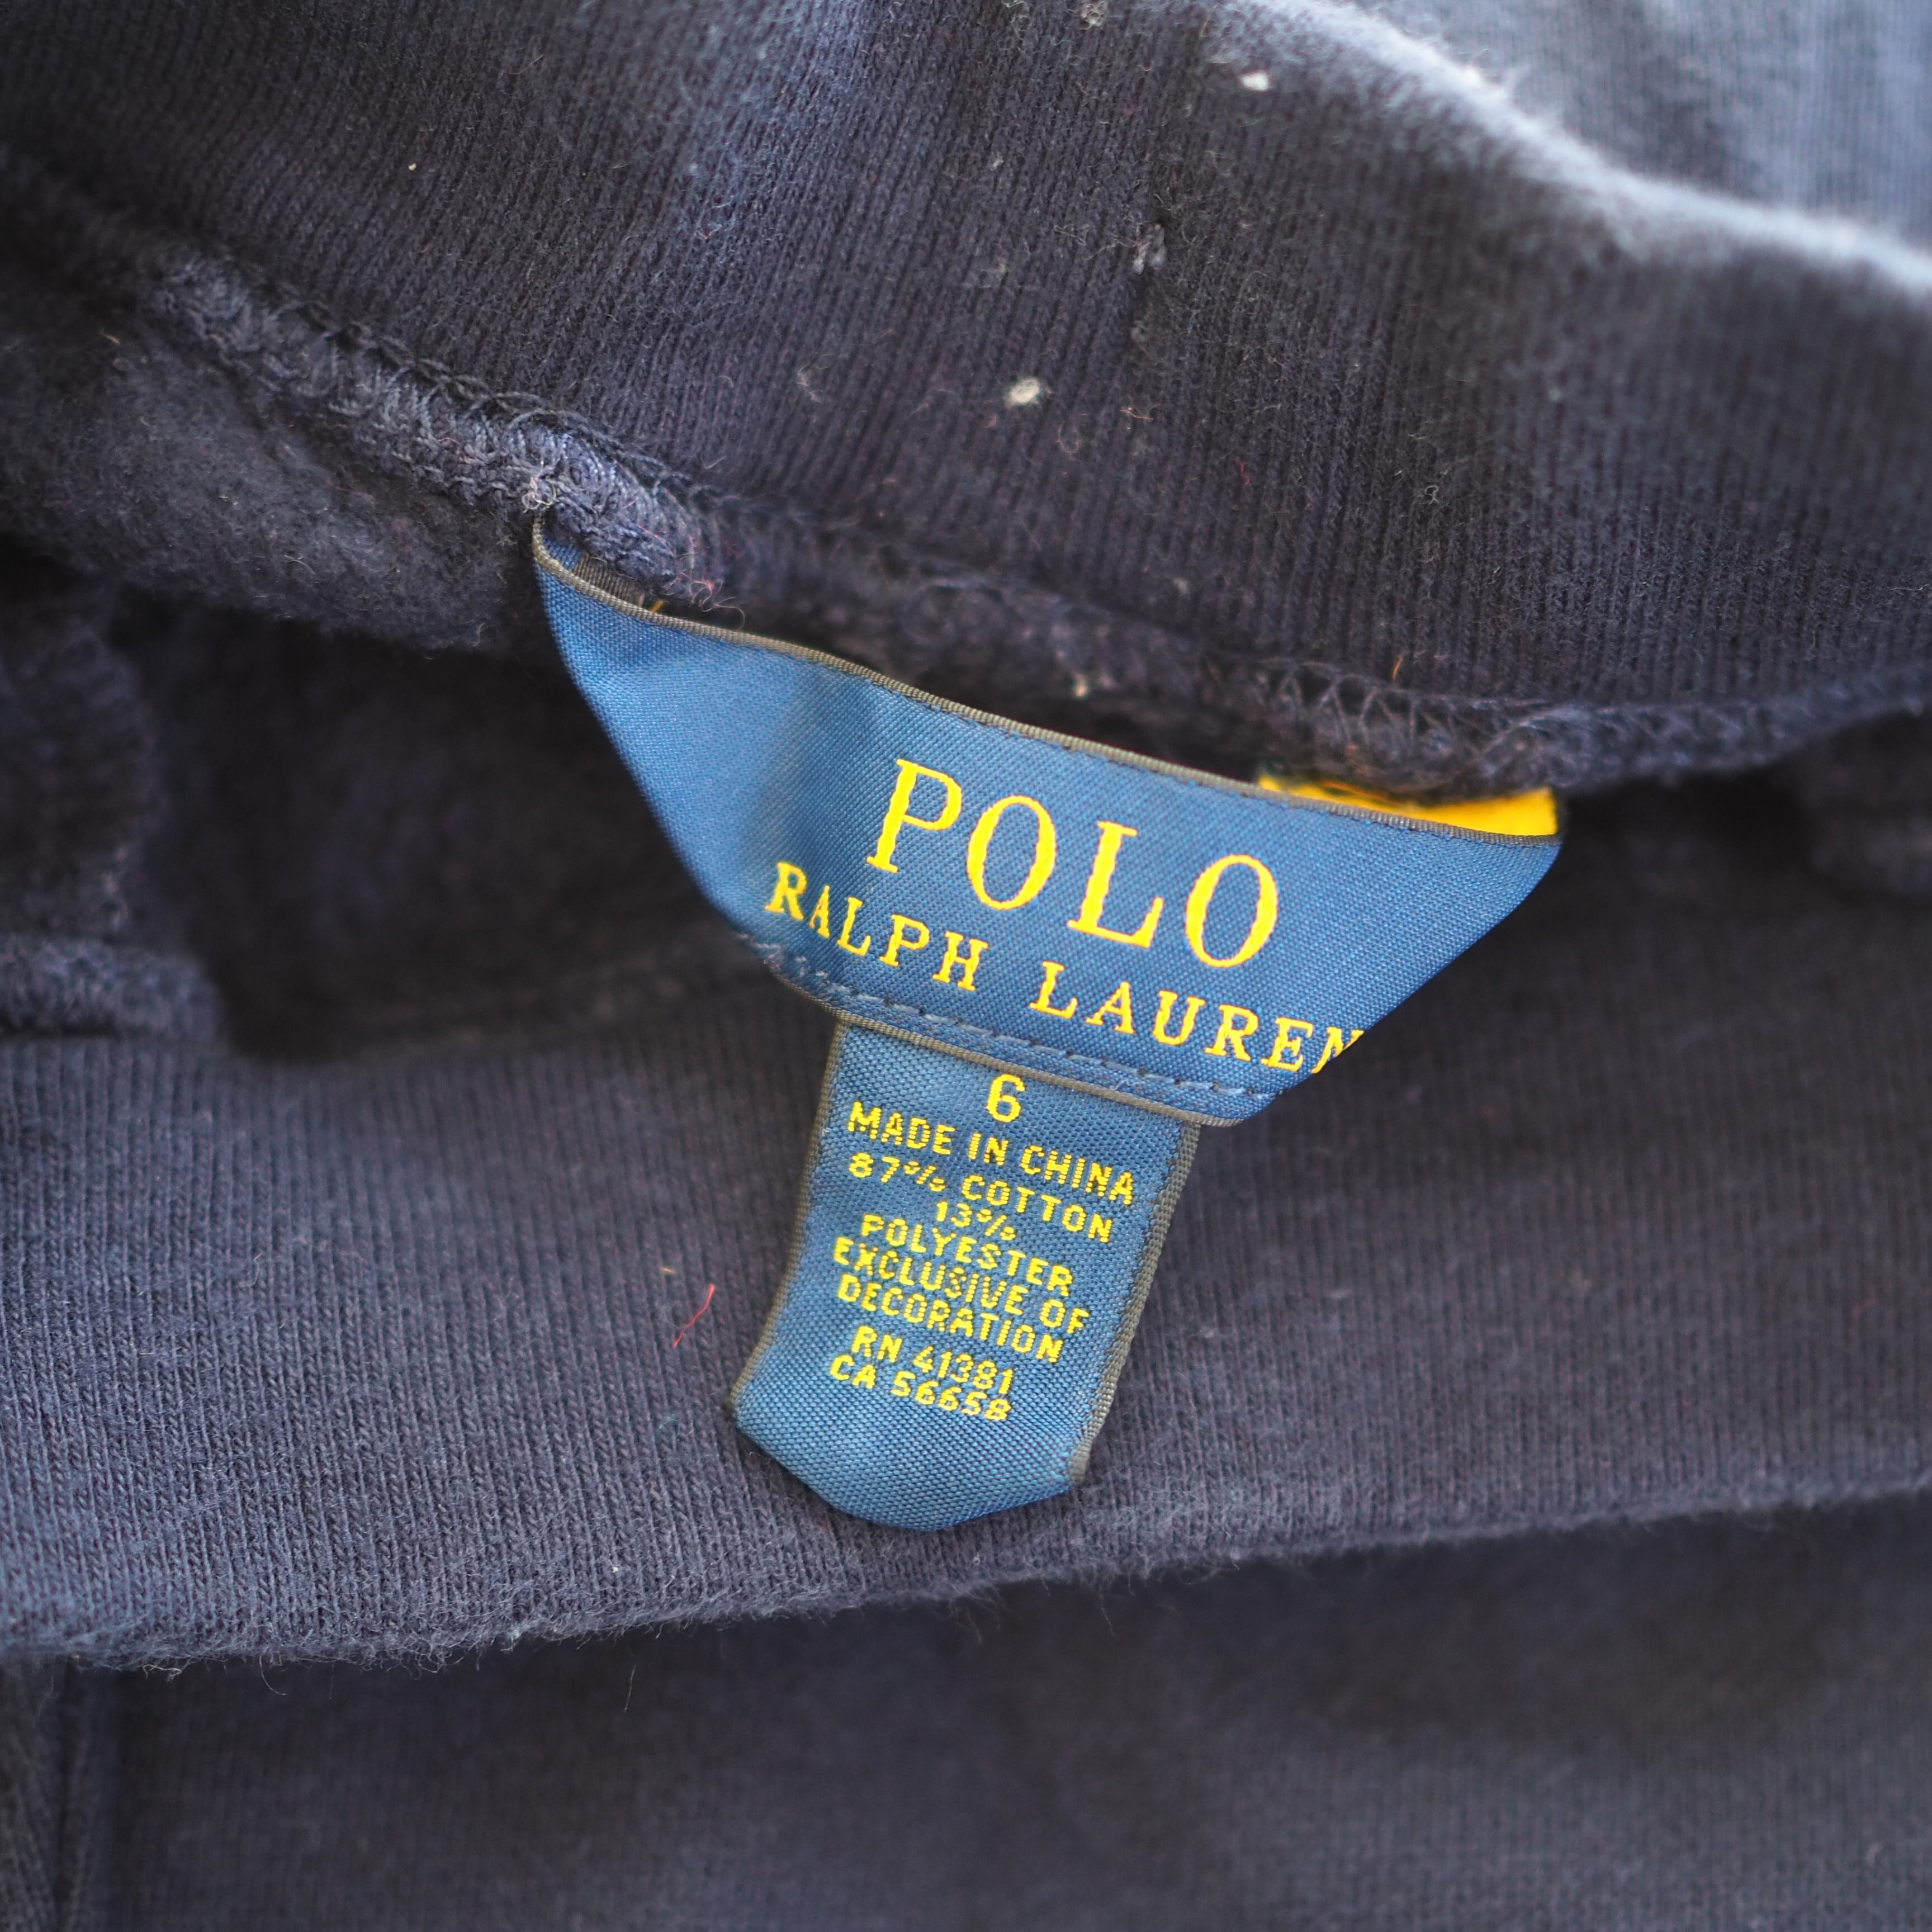 POLO
RALPH LAUREN
6
MADE IN CHINA
87% COTTON
13%
POLYESTER
EXCLUSIVE OF
DECORATION
RN 41381
CA 56658